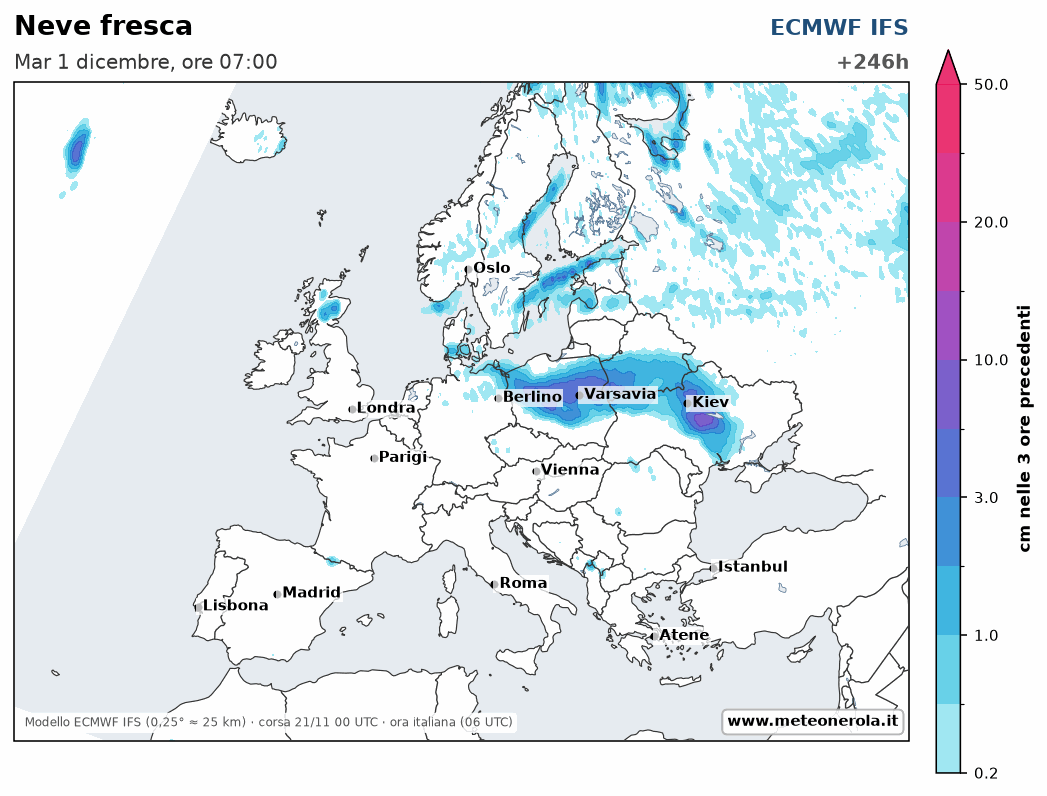 Neve fresca
ECMWF IFS
Mar 1 dicembre, ore 07:00
+246h
50.0
20.0
10.0
3.0
1.0
0.2
cm nelle 3 ore precedenti
Oslo
Londra
Berlino
Varsavia
Kiev
Parigi
Vienna
Istanbul
Roma
Madrid
Lisbona
Atene
Modello ECMWF IFS (0,25° ≈ 25 km) · corsa 21/11 00 UTC · ora italiana (06 UTC)
www.meteonerola.it